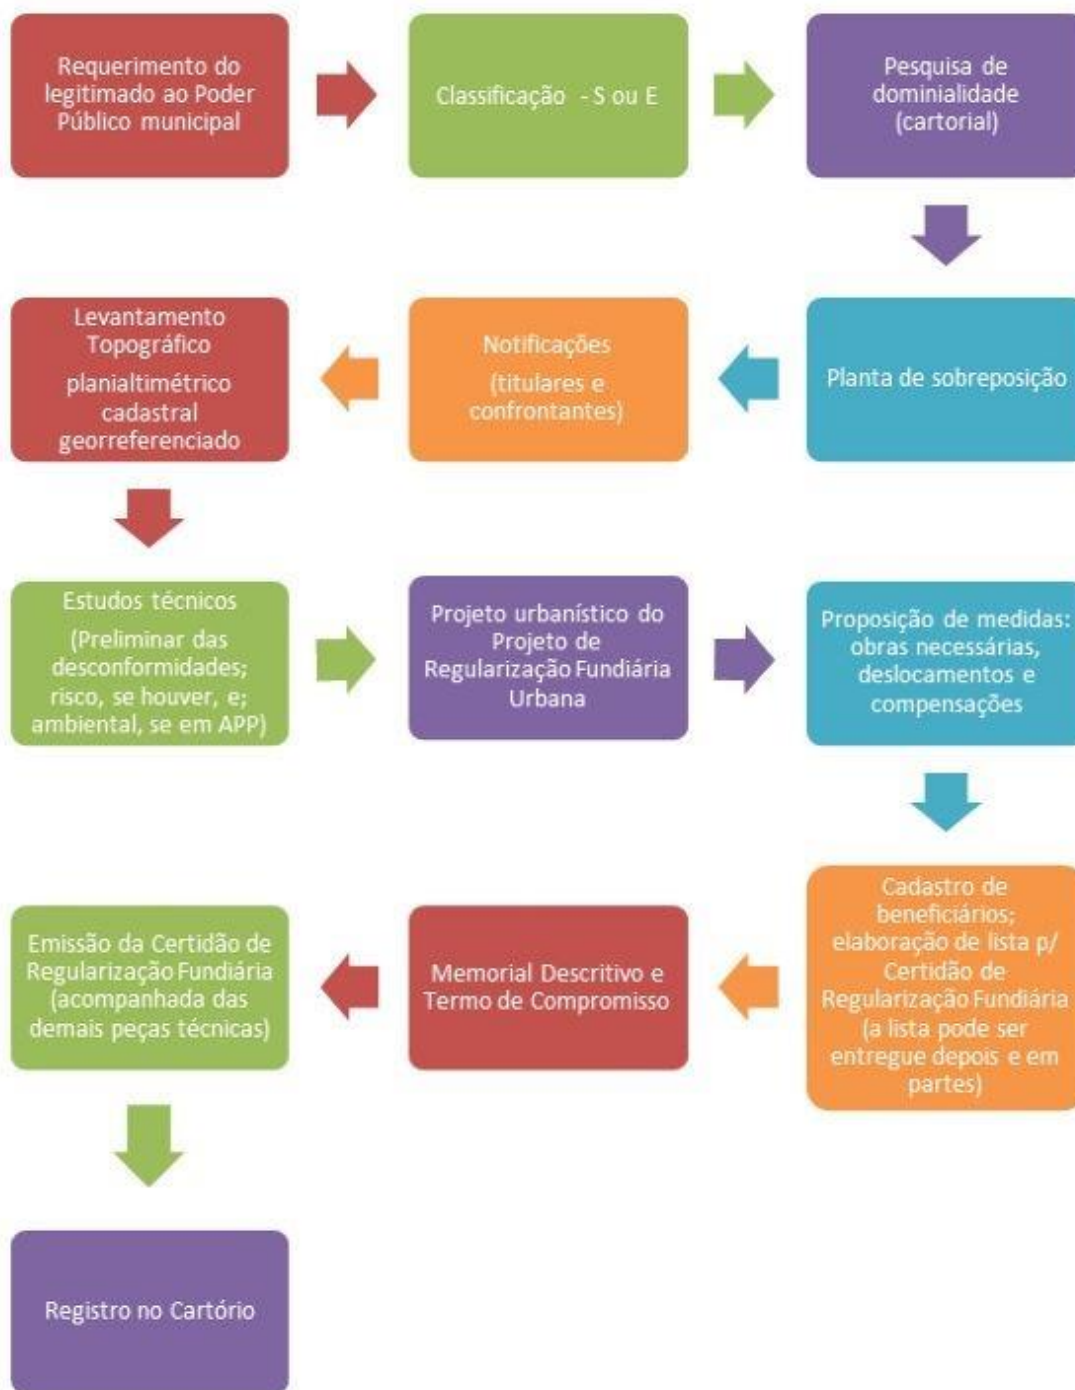 Requerimento do
legitimado ao Poder
Público municipal
Classificação - S ou E
Pesquisa de
dominialidade
(cartorial)
Planta de sobreposição
Notificações
(titulares e
confrontantes)
Levantamento
Topográfico
planialtimétrico
cadastral
georreferenciado
Estudos técnicos
(Preliminar das
desconformidades;
risco, se houver, e;
ambiental, se em APP)
Projeto urbanístico do
Projeto de
Regularização Fundiária
Urbana
Proposição de medidas:
obras necessárias,
deslocamentos e
compensações
Cadastro de
beneficiários;
elaboração de lista p/
Certidão de
Regularização Fundiária
(a lista pode ser
entregue depois e em
partes)
Memorial Descritivo e
Termo de Compromisso
Emissão da Certidão de
Regularização Fundiária
(acompanhada das
demais peças técnicas)
Registro no Cartório